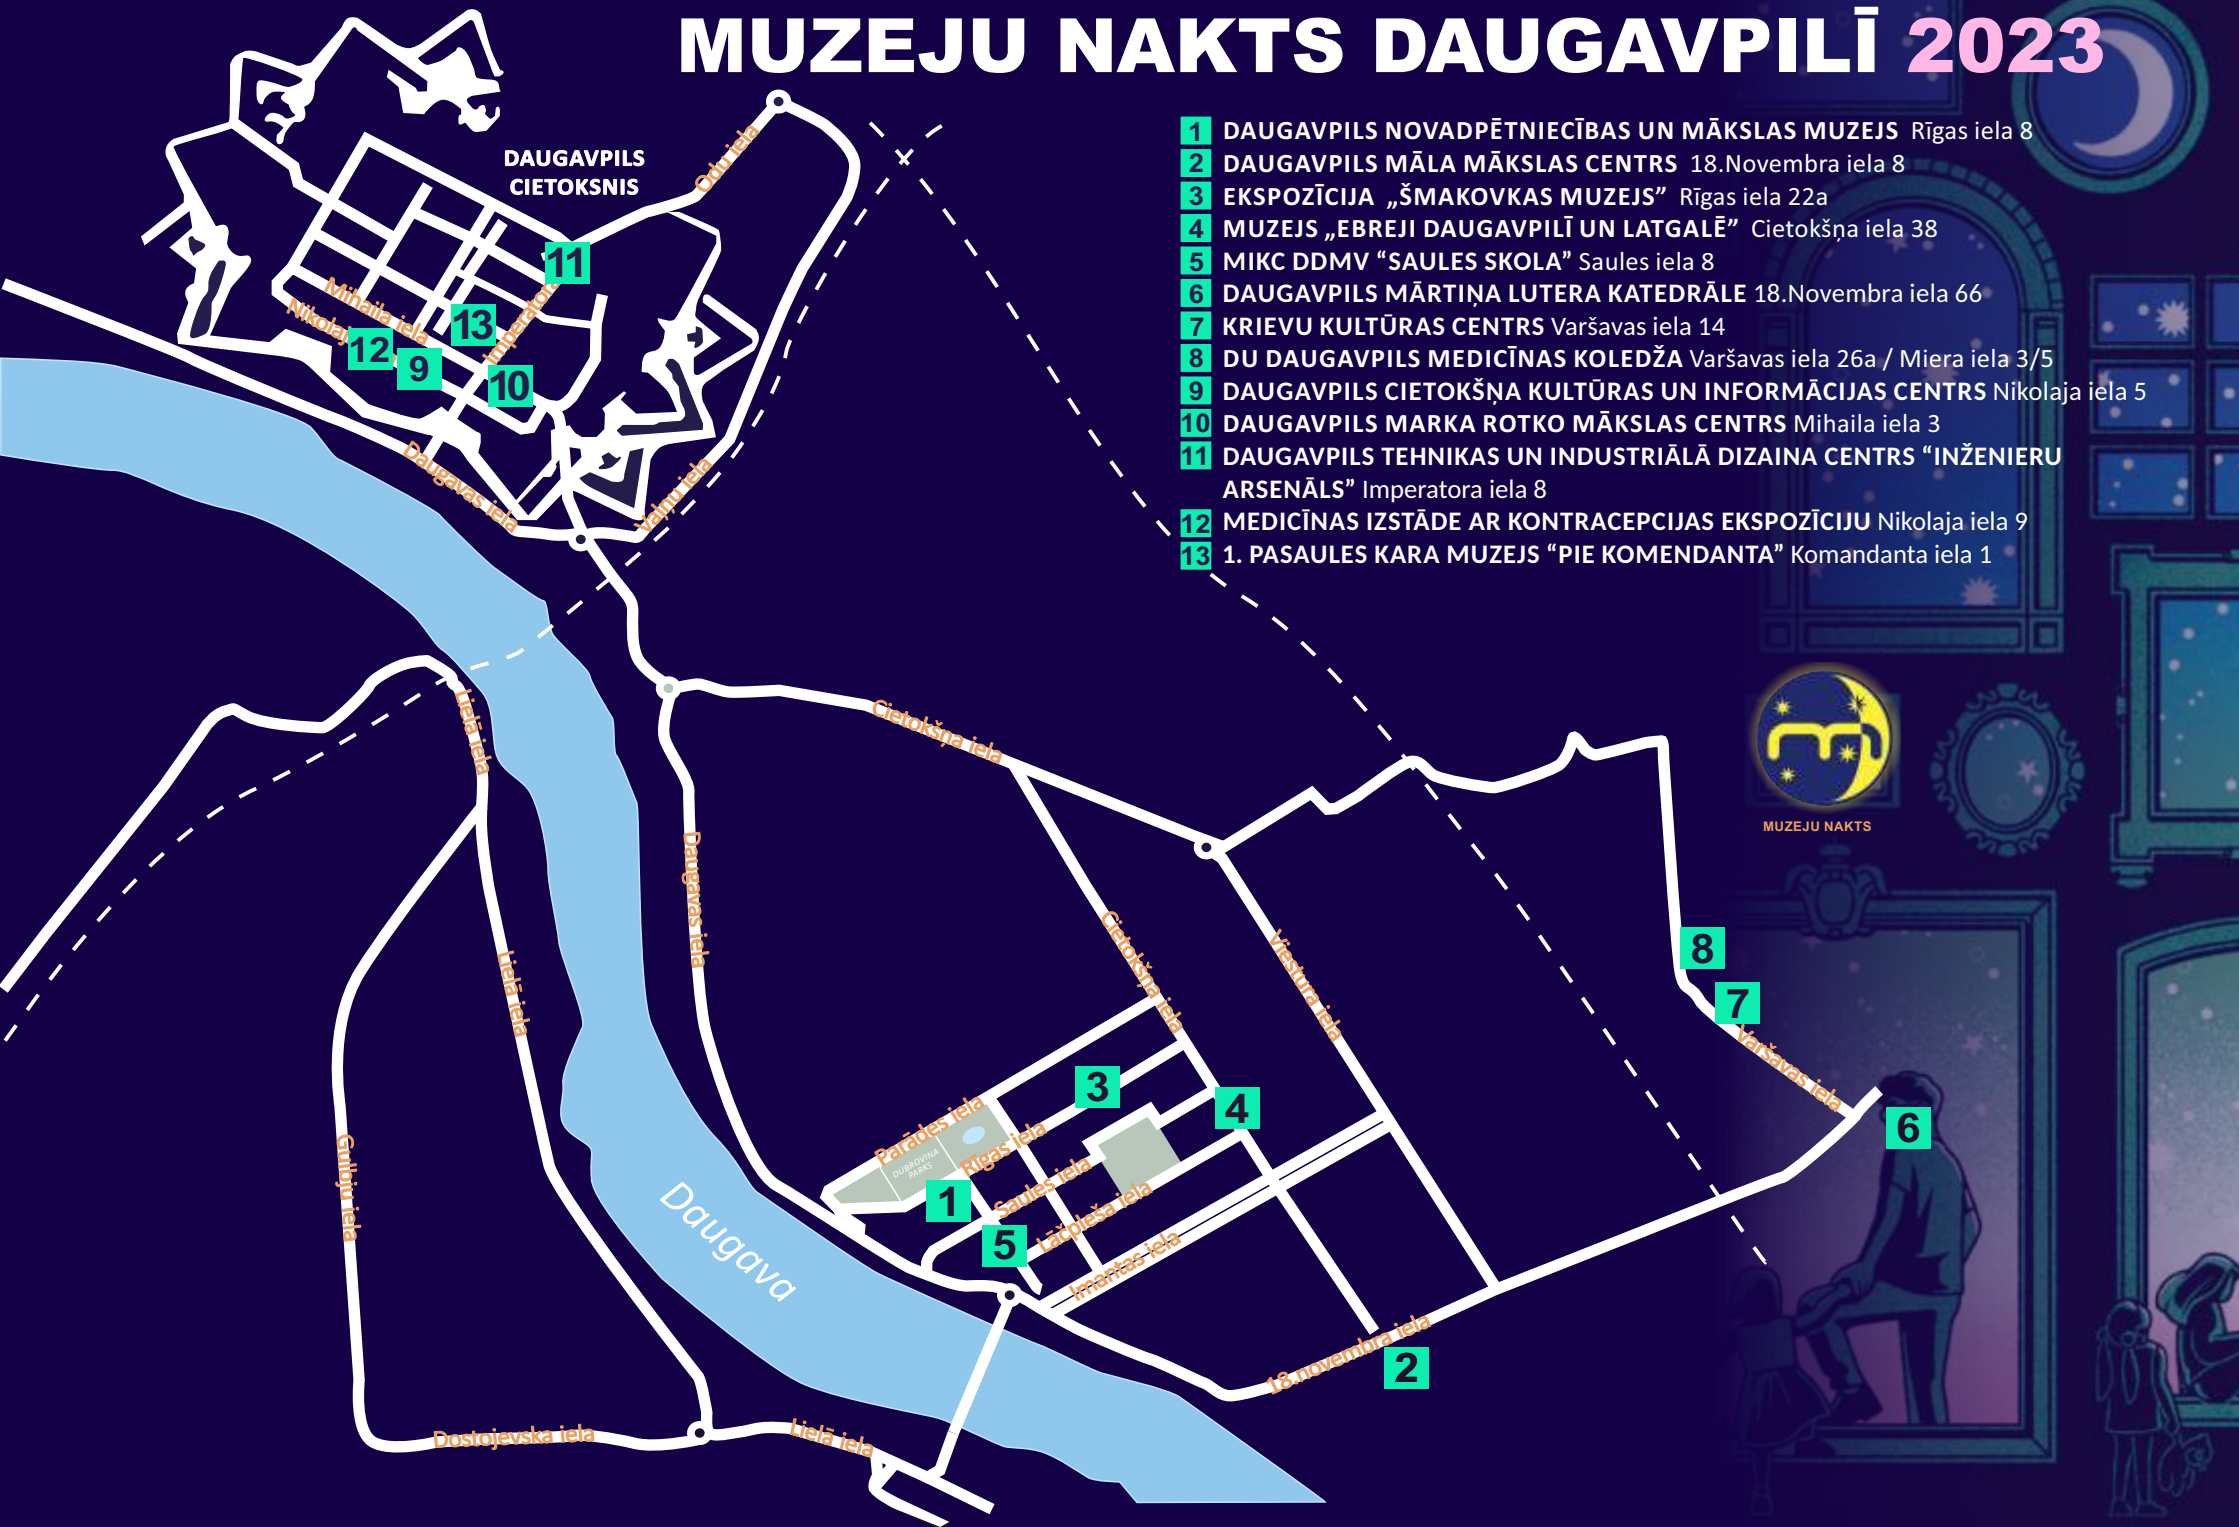 MUZEJU NAKTS DAUGAVPILĪ 2023
1 DAUGAVPILS NOVADPĒTNIECĪBAS UN MĀKSLAS MUZEJS Rīgas iela 8
2 DAUGAVPILS MĀLA MĀKSLAS CENTRS 18.Novembra iela 8
3 EKSPOZĪCIJA „ŠMAKOVKAS MUZEJS” Rīgas iela 22a
4 MUZEJS „EBREJI DAUGAVPILĪ UN LATGALĒ” Cietokšņa iela 38
5 MIKC DDMV “SAULES SKOLA” Saules iela 8
6 DAUGAVPILS MĀRTIŅA LUTERA KATEDRĀLE 18.Novembra iela 66
7 KRIEVU KULTŪRAS CENTRS Varšavas iela 14
8 DU DAUGAVPILS MEDICĪNAS KOLEDŽA Varšavas iela 26a / Miera iela 3/5
9 DAUGAVPILS CIETOKŠŅA KULTŪRAS UN INFORMĀCIJAS CENTRS Nikolaja iela 5
10 DAUGAVPILS MARKA ROTKO MĀKSLAS CENTRS Mihaila iela 3
11 DAUGAVPILS TEHNIKAS UN INDUSTRIĀLĀ DIZAINA CENTRS “INŽENIERU
ARSENĀLS” Imperatora iela 8
12 MEDICĪNAS IZSTĀDE AR KONTRACEPCIJAS EKSPOZĪCIJU Nikolaja iela 9
13 1. PASAULES KARA MUZEJS “PIE KOMENDANTA” Komandanta iela 1
DAUGAVPILS
CIETOKSNIS
Odu iela
11
Mihaila iela
Nikolaj
Imperatora
13
12
9
10
Daugavas iela
Vaļņu iela
Lielā iela
Cietokšņa iela
MUZEJU NAKTS
Daugavas iela
Lielā iela
Cietokšņa iela
Viestura iela
8
7
Varšavas iela
6
3
4
Parādes iela
Rīgas iela
DUBROVINA
PARKS
Saules iela
Lāčplēša iela
1
5
Imantas iela
Gulbju iela
Daugava
18.novembra iela
2
Dostojevska iela
Lielā iela